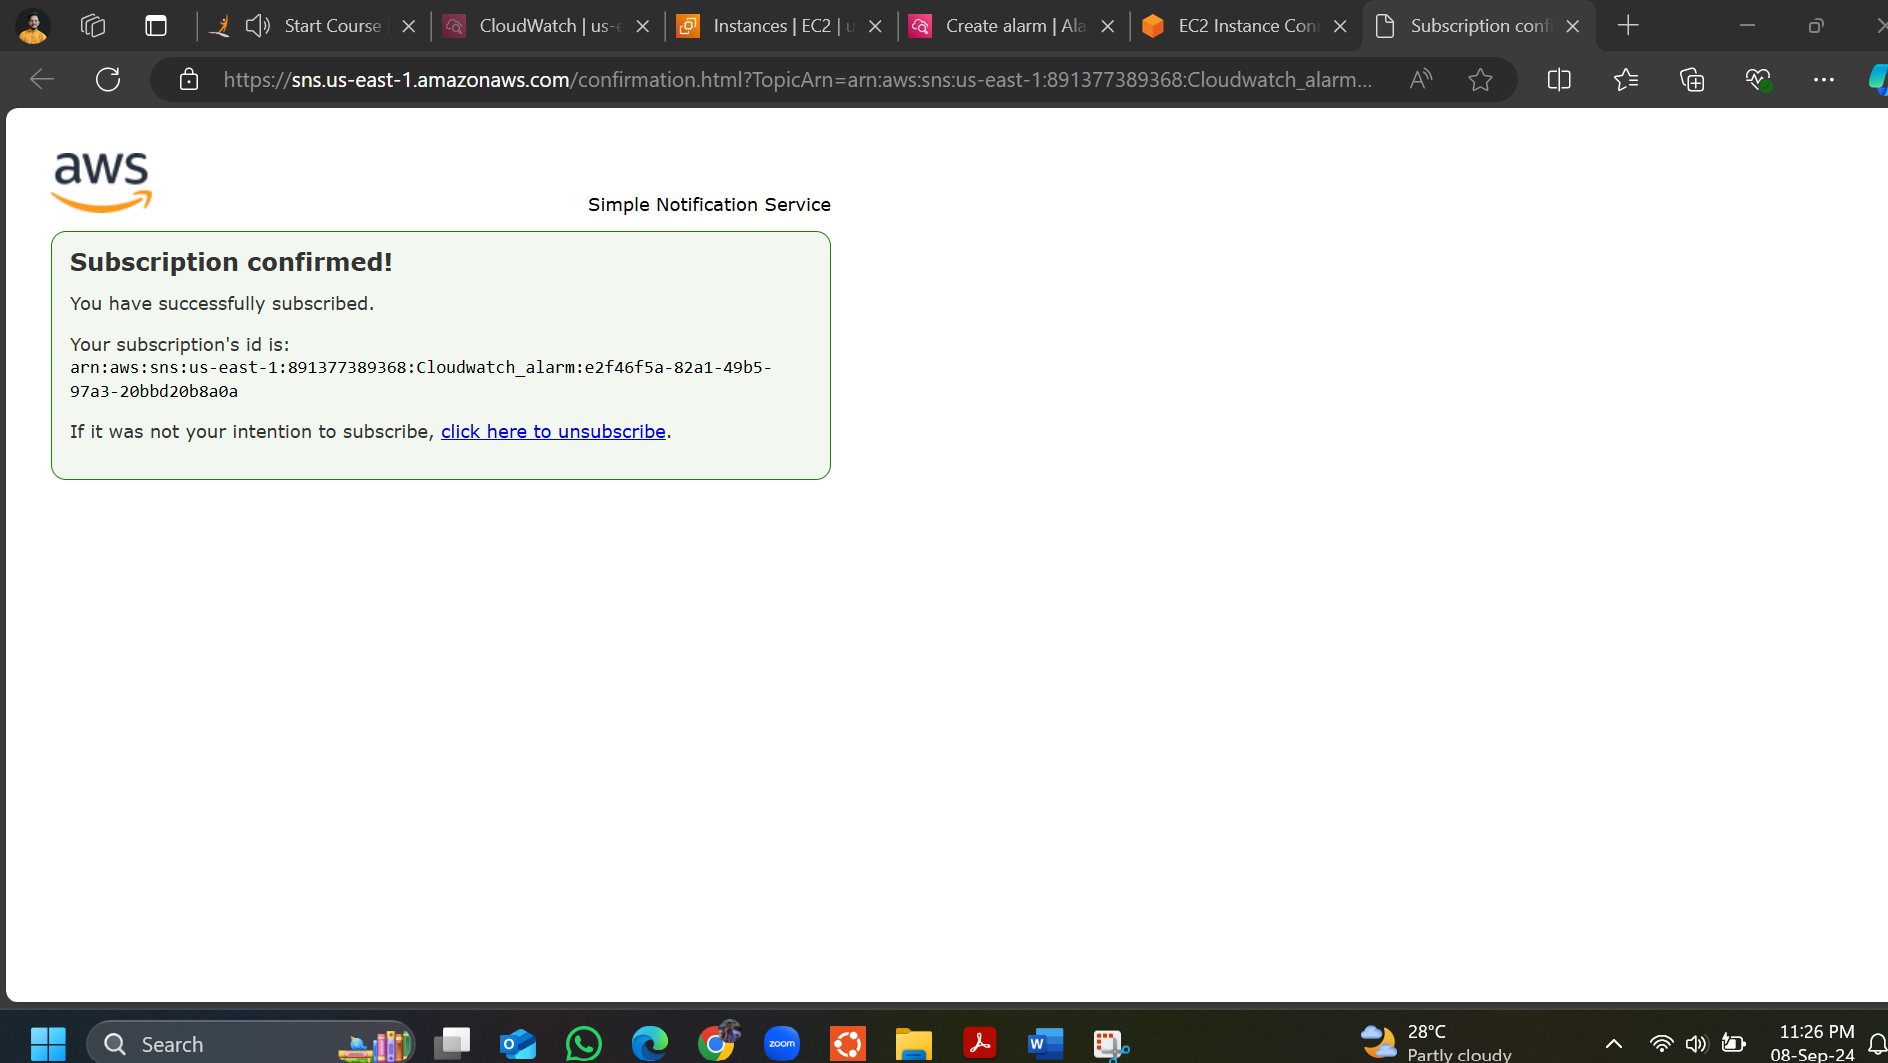 Start Course
CloudWatch | us-e
Instances | EC2 | u
Create alarm | Ala
EC2 Instance Con
Subscription confi
https://sns.us-east-1.amazonaws.com/confirmation.html?TopicArn=arn:aws:sns:us-east-1:891377389368:Cloudwatch_alarm...
aws
Simple Notification Service
Subscription confirmed!
You have successfully subscribed.
Your subscription's id is:
arn:aws:sns:us-east-1:891377389368:Cloudwatch_alarm:e2f46f5a-82a1-49b5-
97a3-20bbd20b8a0a
If it was not your intention to subscribe, click here to unsubscribe.
Search
zoom
28°C
Partly cloudy
11:26 PM
08-Sep-24